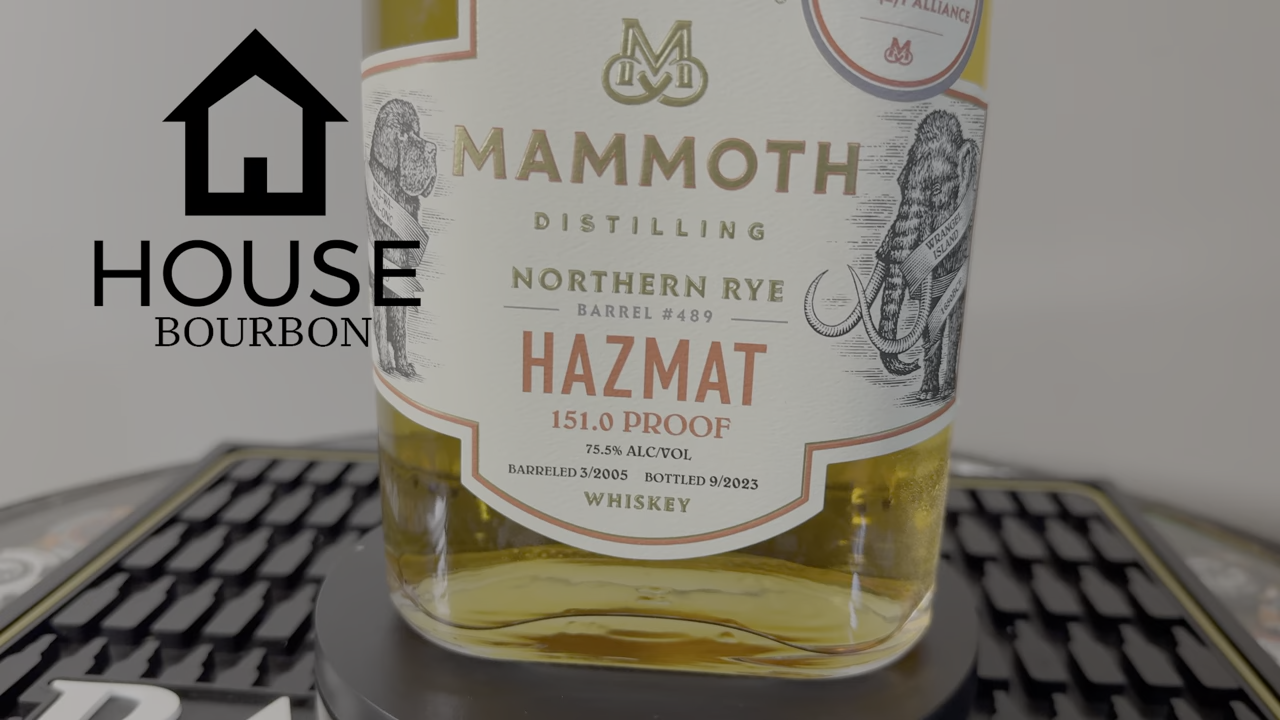 HOUSE
BOURBON
ALLIANCE
M
MAMMOTH
DISTILLING
NORTHERN RYE
BARREL #489
HAZMAT
151.0 PROOF
75.5% ALC/VOL
BARRELED 3/2005 BOTTLED 9/2023
WHISKEY
WRANGEL
ISLAND